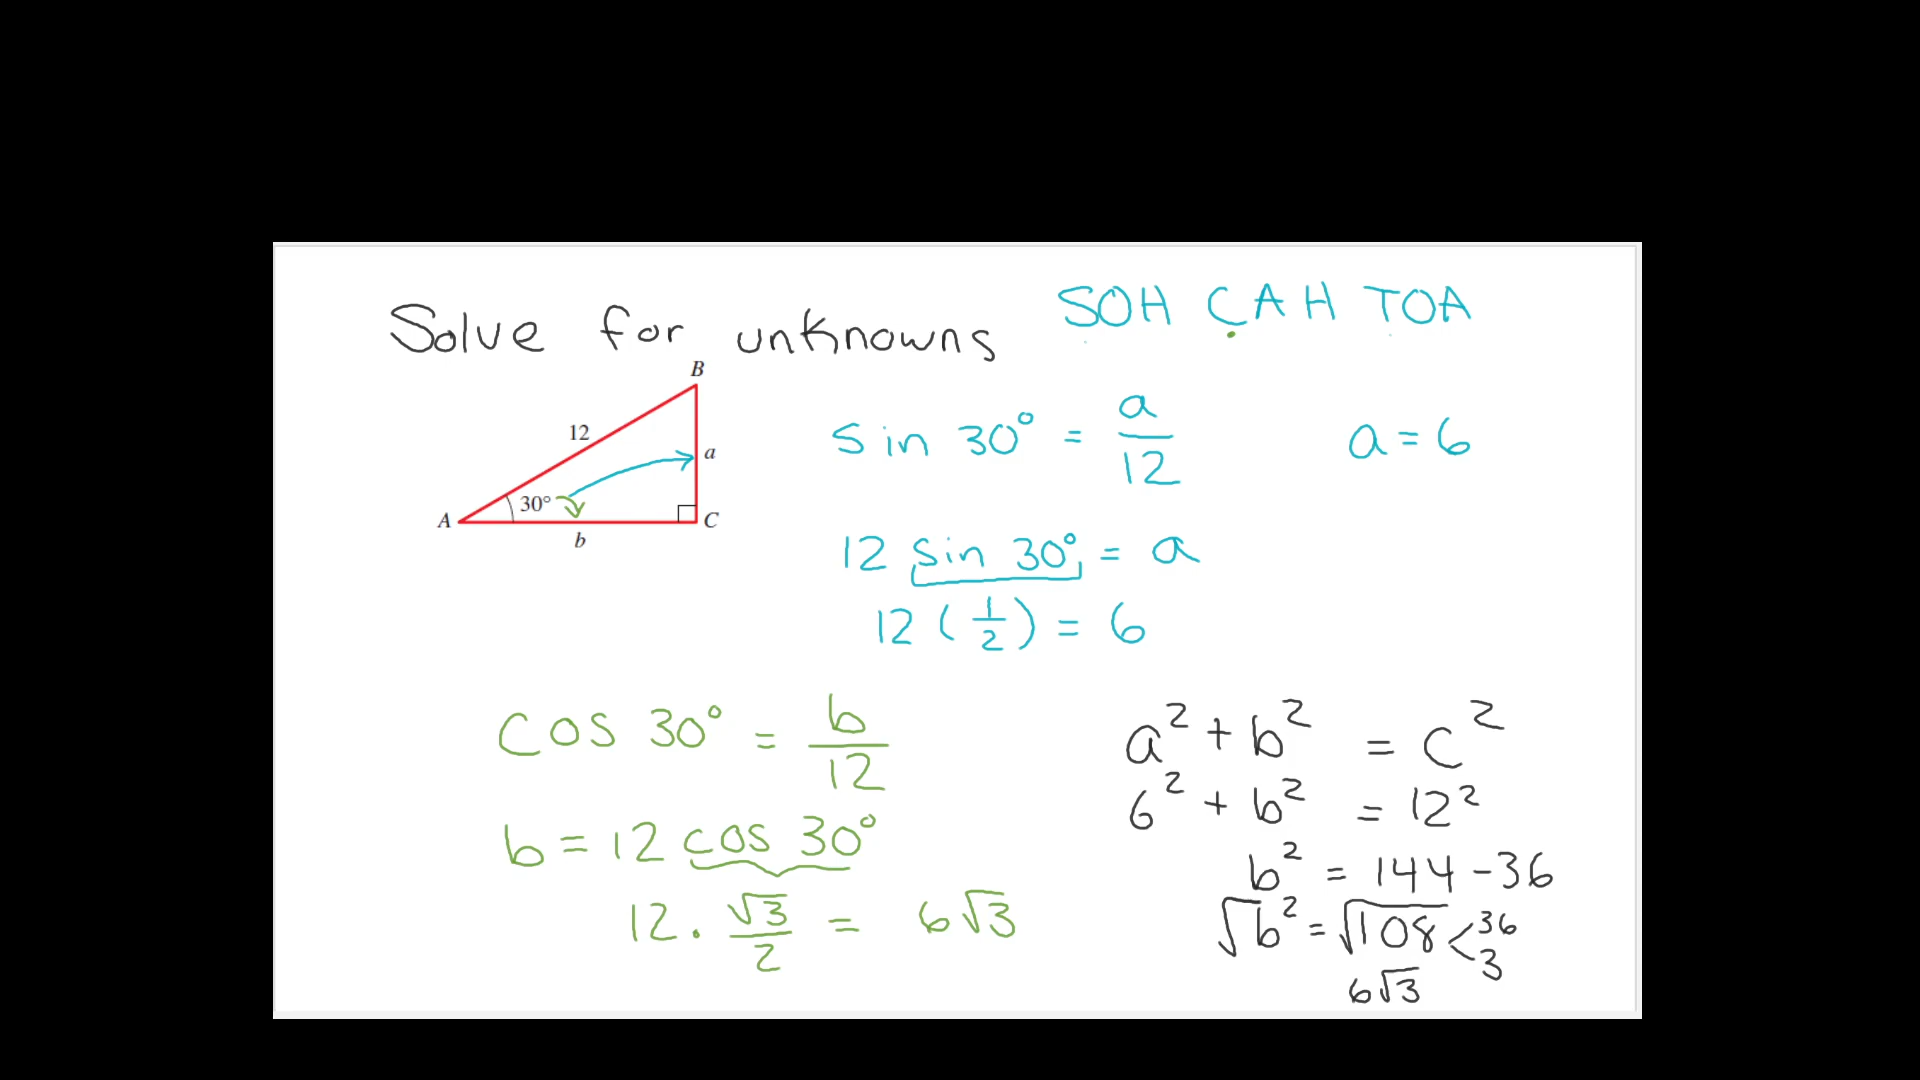 Solve for unknowns
SOH CAH TOA
B
12
a
30°
A
C
b
sin 30° = a/12
a = 6
12 sin 30° = a
12 (1/2) = 6
cos 30° = b/12
b = 12 cos 30°
12 · √3/2 = 6√3
a² + b² = c²
6² + b² = 12²
b² = 144 - 36
√b² = √108 < 36
3
6√3